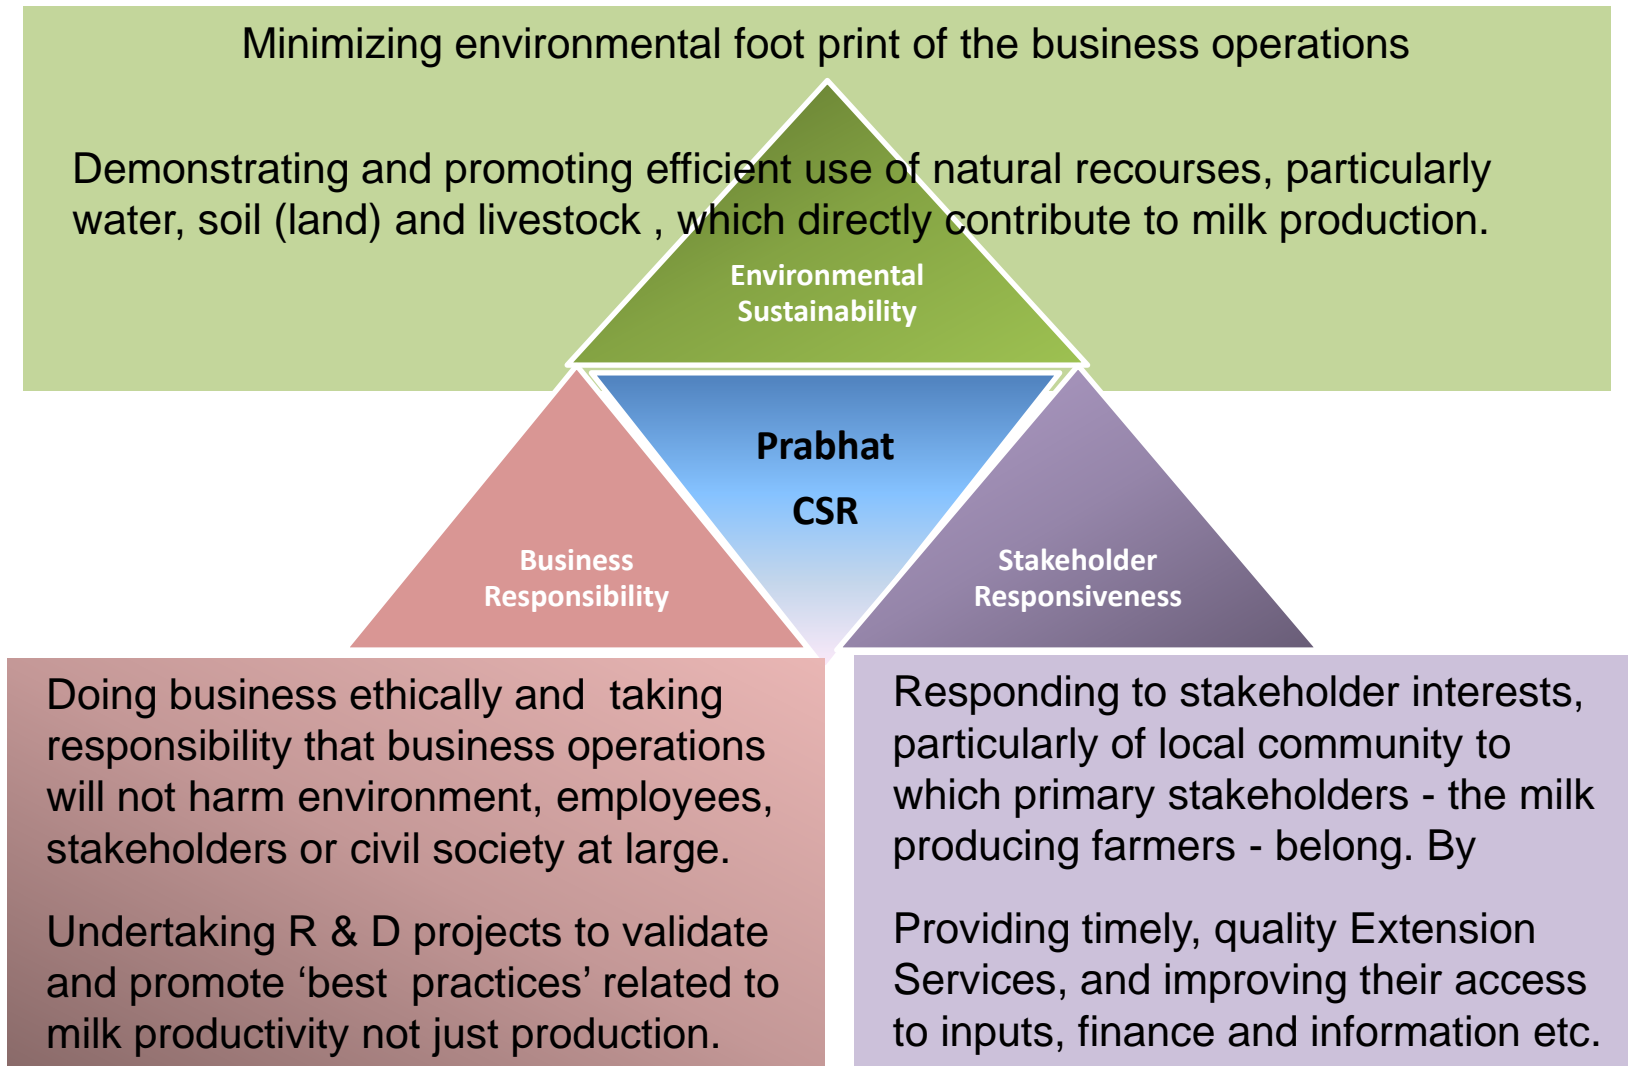 Minimizing environmental foot print of the business operations
Demonstrating and promoting efficient use of natural recourses, particularly
water, soil (land) and livestock , which directly contribute to milk production.
Environmental
Sustainability
Prabhat
CSR
Business
Responsibility
Stakeholder
Responsiveness
Doing business ethically and  taking
responsibility that business operations
will not harm environment, employees,
stakeholders or civil society at large.
Undertaking R & D projects to validate
and promote ‘best  practices’ related to
milk productivity not just production.
Responding to stakeholder interests,
particularly of local community to
which primary stakeholders - the milk
producing farmers - belong. By
Providing timely, quality Extension
Services, and improving their access
to inputs, finance and information etc.